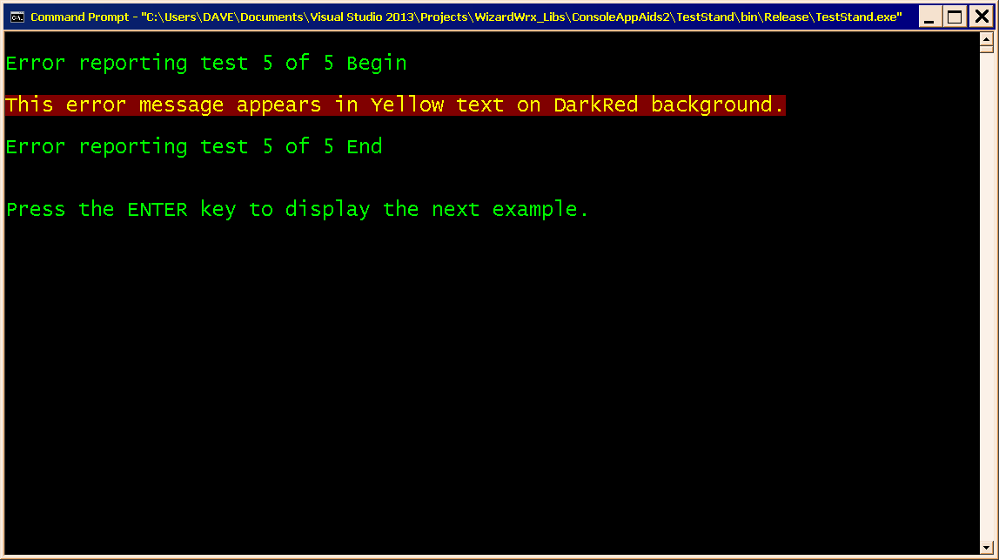 Command Prompt - "C:\Users\DAVE\Documents\Visual Studio 2013\Projects\WizardWrx_Libs\ConsoleAppAids2\TestStand\bin\Release\TestStand.exe"
Error reporting test 5 of 5 Begin
This error message appears in Yellow text on DarkRed background.
Error reporting test 5 of 5 End
Press the ENTER key to display the next example.